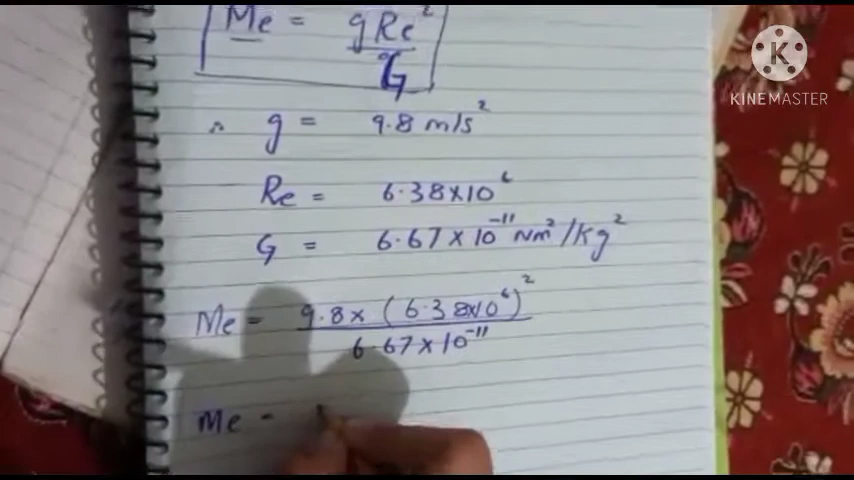 Me = gRe²
G
∴ g = 9.8 m/s²
Re = 6.38×10⁶
G = 6.67 × 10⁻¹¹ Nm²/Kg²
Me = 9.8 × (6.38×10⁶)²
6.67 × 10⁻¹¹
Me =
K
KINEMASTER